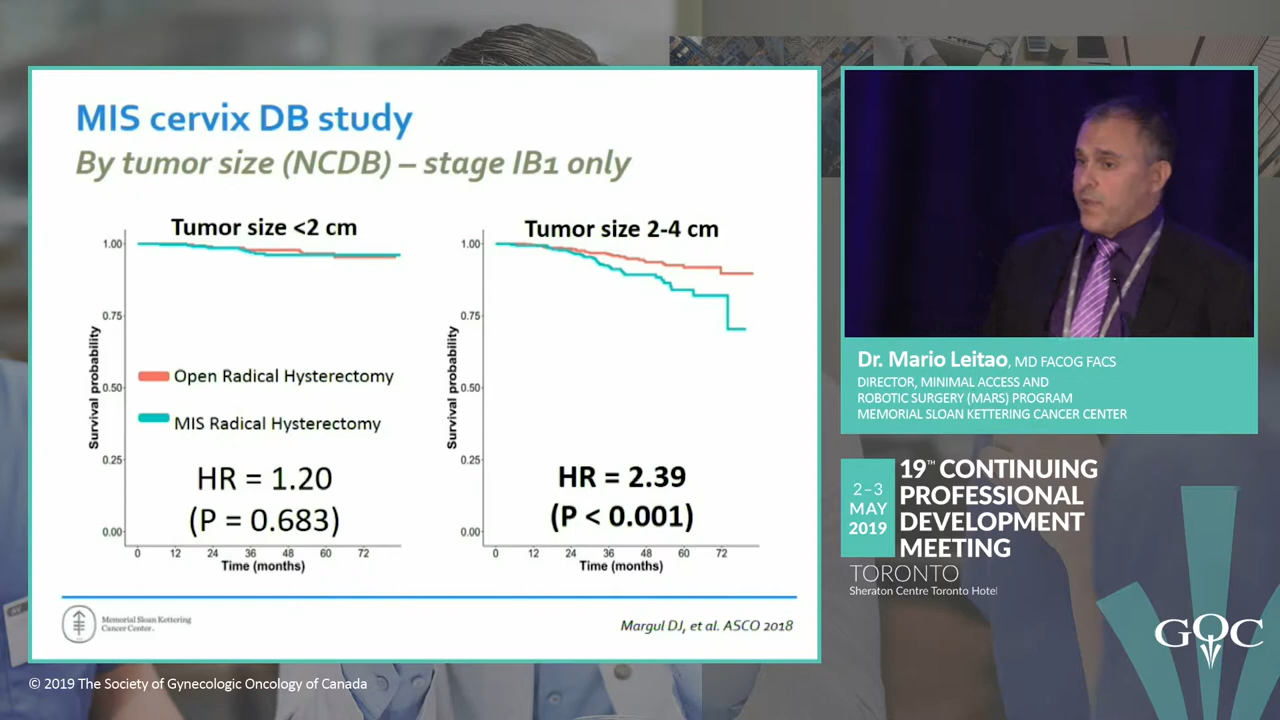 MIS cervix DB study
By tumor size (NCDB) – stage IB1 only
Tumor size <2 cm
1.00
0.75
0.50
0.25
0.00
Survival probability
Open Radical Hysterectomy
MIS Radical Hysterectomy
HR = 1.20
(P = 0.683)
0 12 24 36 48 60 72
Time (months)
Tumor size 2-4 cm
1.00
0.75
0.50
0.25
0.00
Survival probability
HR = 2.39
(P < 0.001)
0 12 24 36 48 60 72
Time (months)
Memorial Sloan Kettering
Cancer Center
Margul DJ, et al. ASCO 2018
Dr. Mario Leitao, MD FACOG FACS
DIRECTOR, MINIMAL ACCESS AND
ROBOTIC SURGERY (MARS) PROGRAM
MEMORIAL SLOAN KETTERING CANCER CENTER
2–3
MAY
2019
19TH CONTINUING
PROFESSIONAL
DEVELOPMENT
MEETING
TORONTO
Sheraton Centre Toronto Hotel
GOC
© 2019 The Society of Gynecologic Oncology of Canada